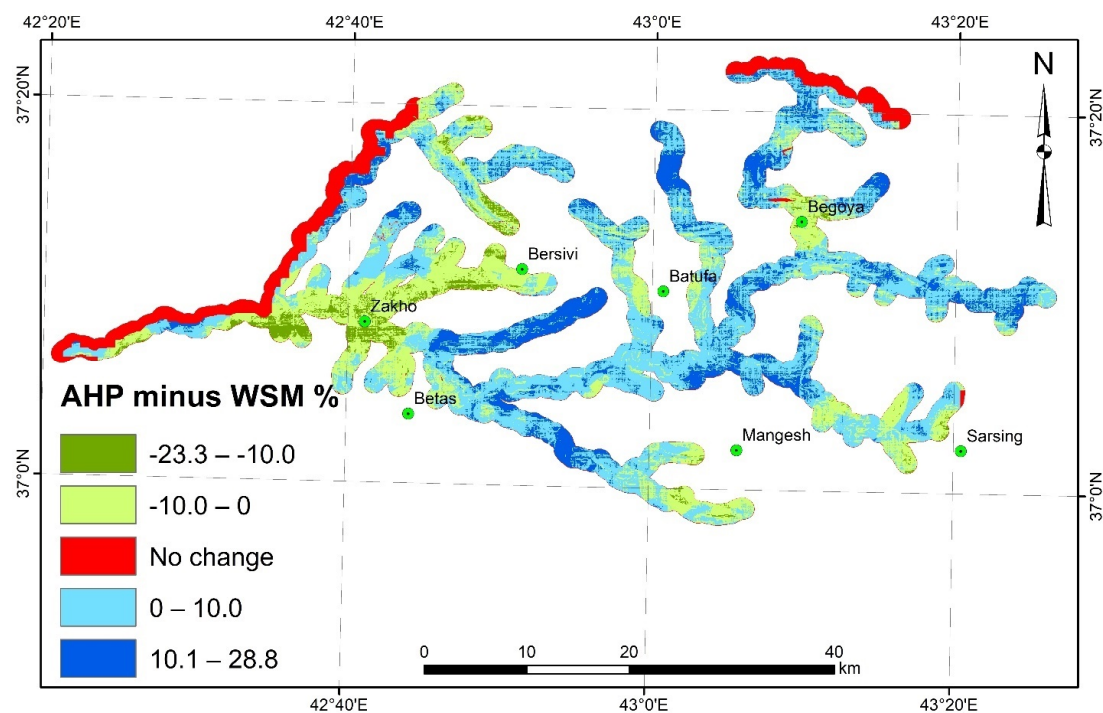 42°20'E 42°40'E 43°0'E 43°20'E
37°20'N
37°20'N
N
Begoya
Bersivi
Batufa
Zakho
Betas
Mangesh
Sarsing
37°0'N
37°0'N
AHP minus WSM %
-23.3 – -10.0
-10.0 – 0
No change
0 – 10.0
10.1 – 28.8
0 10 20 40
km
42°40'E 43°0'E 43°20'E